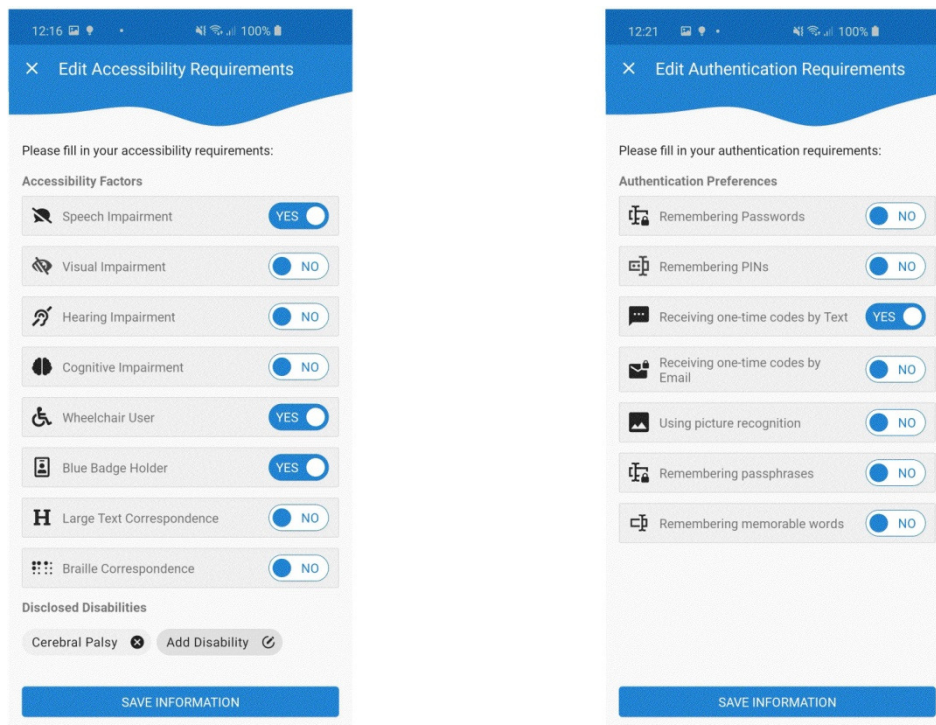 12:16 100%
Edit Accessibility Requirements
Please fill in your accessibility requirements:
Accessibility Factors
Speech Impairment YES
Visual Impairment NO
Hearing Impairment NO
Cognitive Impairment NO
Wheelchair User YES
Blue Badge Holder YES
Large Text Correspondence NO
Braille Correspondence NO
Disclosed Disabilities
Cerebral Palsy Add Disability
SAVE INFORMATION
12:21 100%
Edit Authentication Requirements
Please fill in your authentication requirements:
Authentication Preferences
Remembering Passwords NO
Remembering PINs NO
Receiving one-time codes by Text YES
Receiving one-time codes by
Email NO
Using picture recognition NO
Remembering passphrases NO
Remembering memorable words NO
SAVE INFORMATION